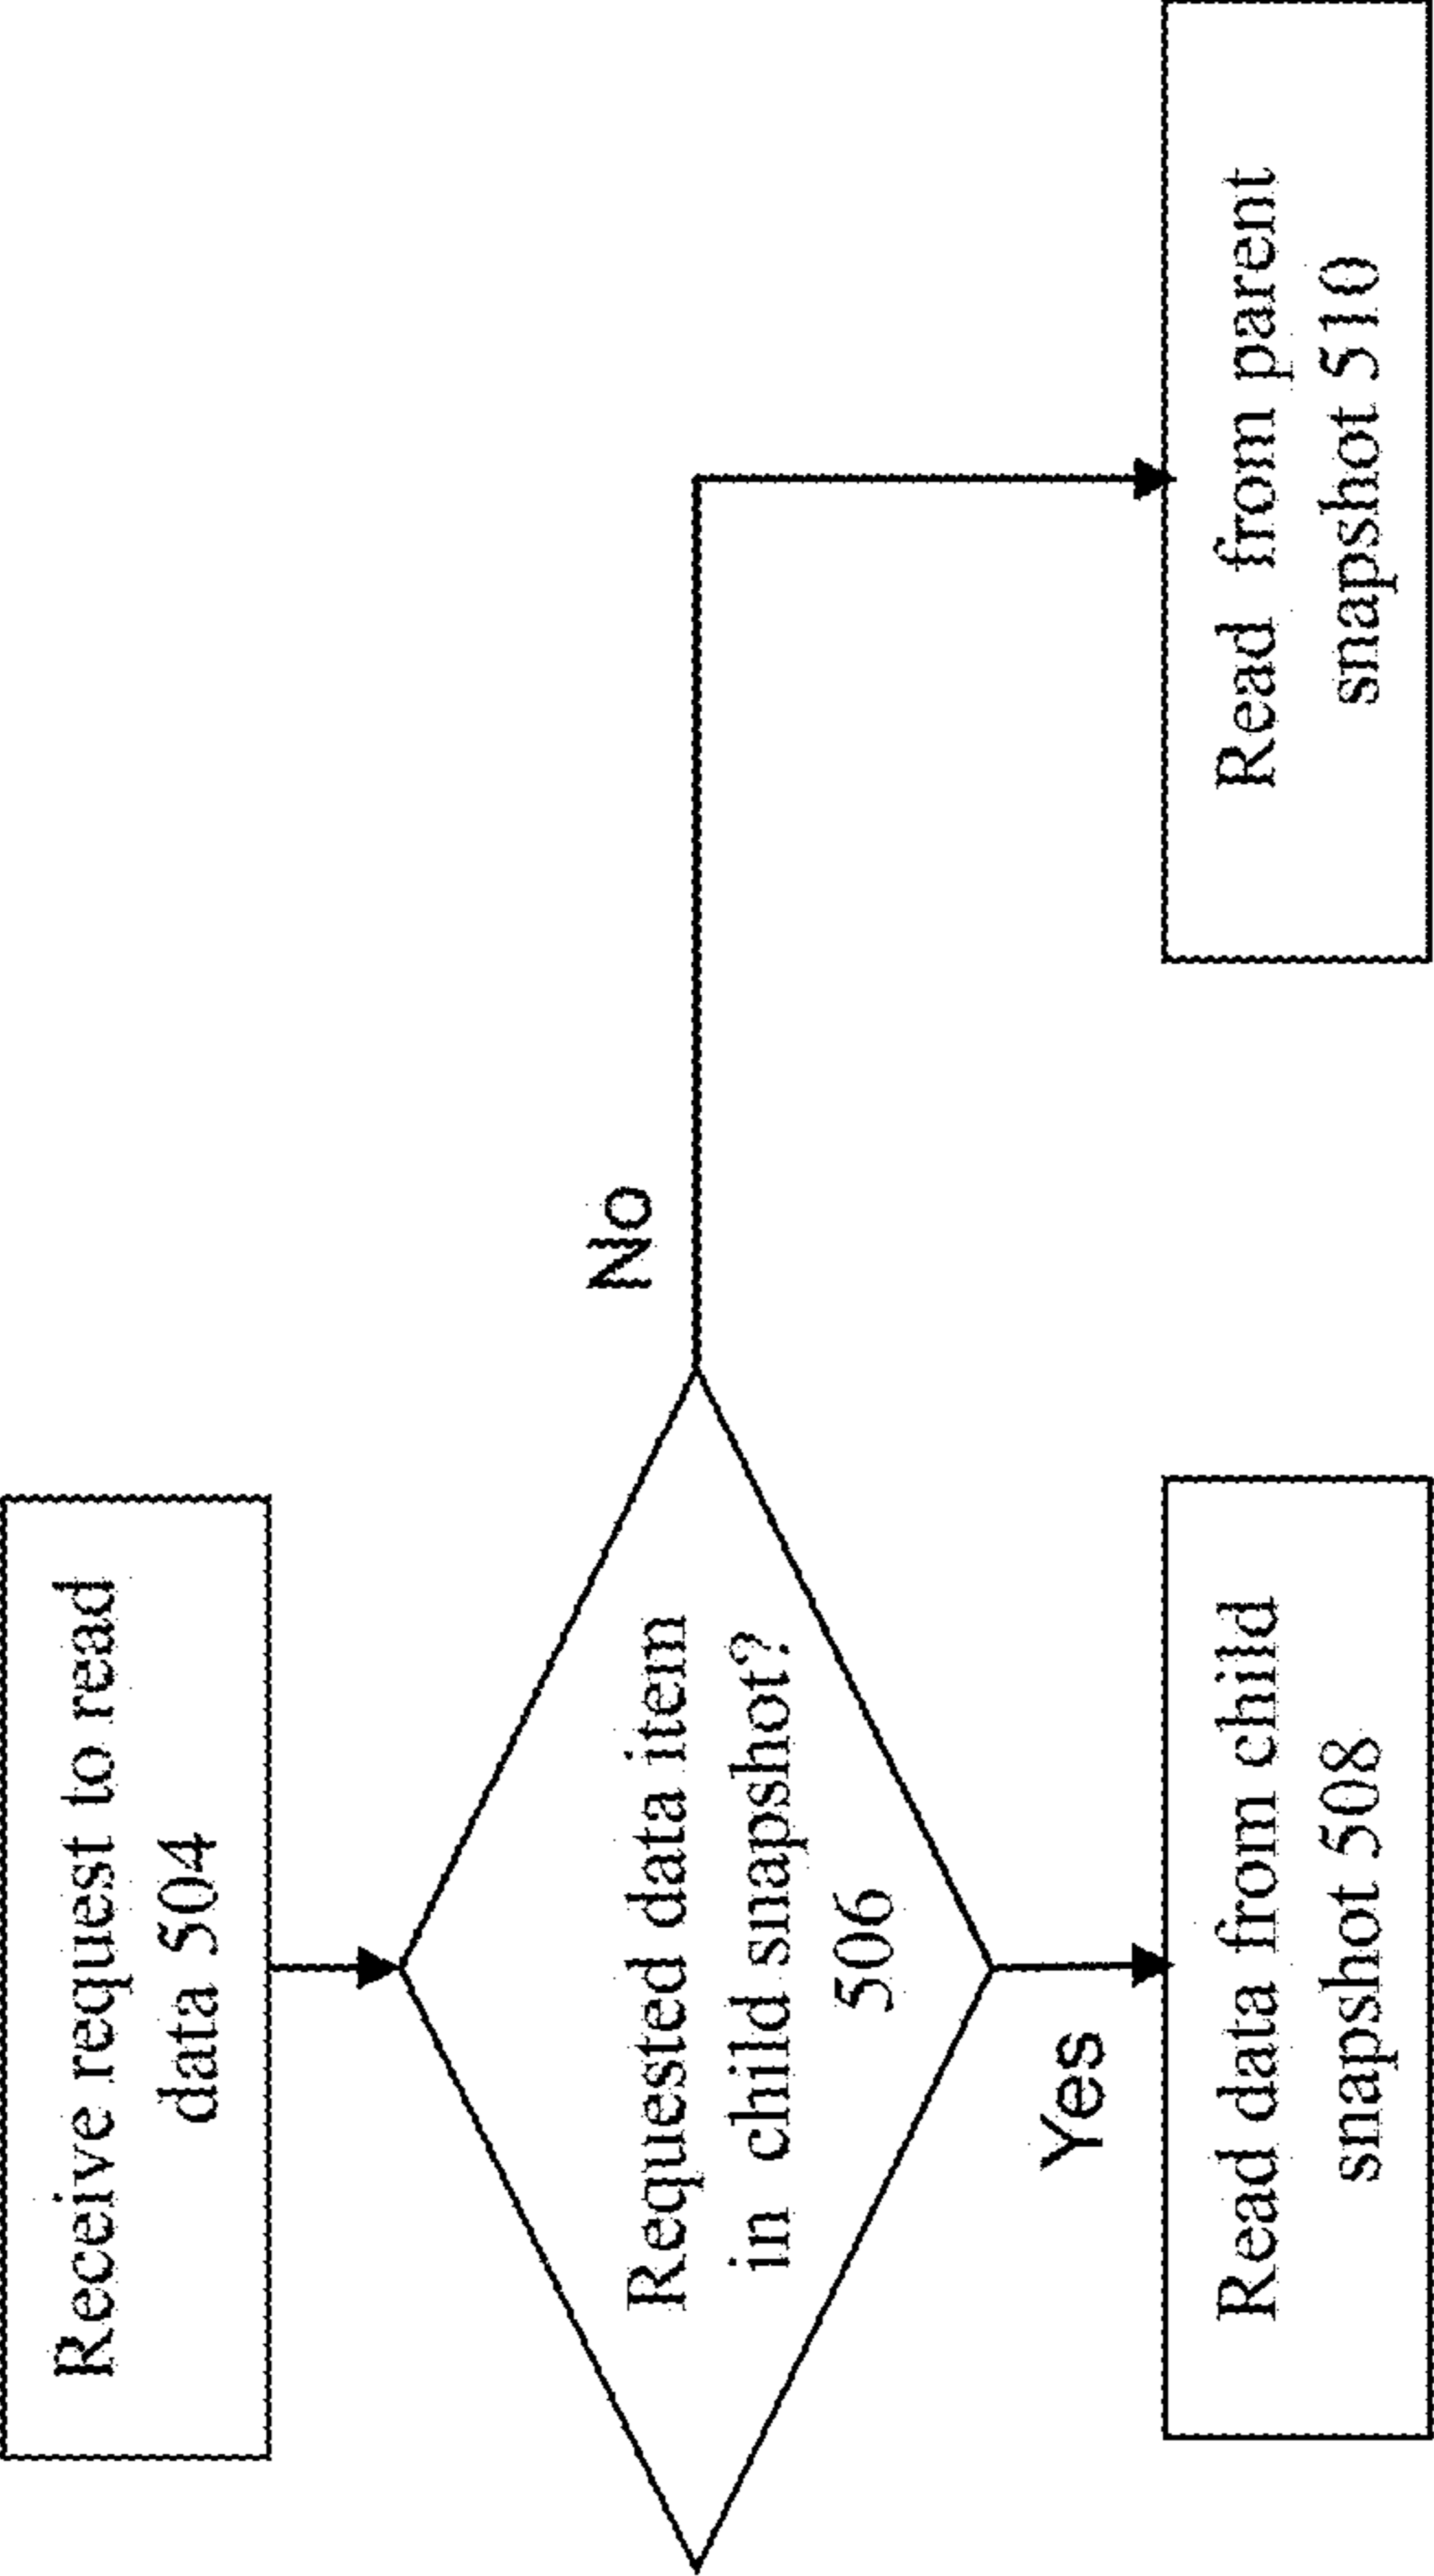 Receive request to read
data 504
Requested data item
in child snapshot?
506
No
Yes
Read data from child
snapshot 508
Read from parent
snapshot 510